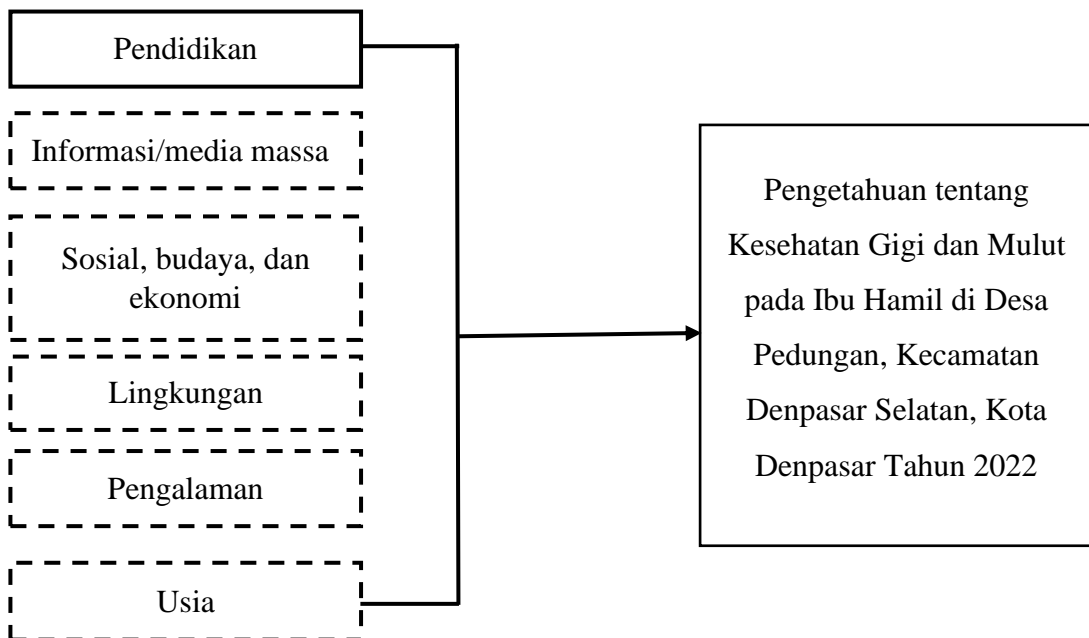 Pendidikan
Informasi/media massa
Sosial, budaya, dan
ekonomi
Lingkungan
Pengalaman
Usia
Pengetahuan tentang
Kesehatan Gigi dan Mulut
pada Ibu Hamil di Desa
Pedungan, Kecamatan
Denpasar Selatan, Kota
Denpasar Tahun 2022